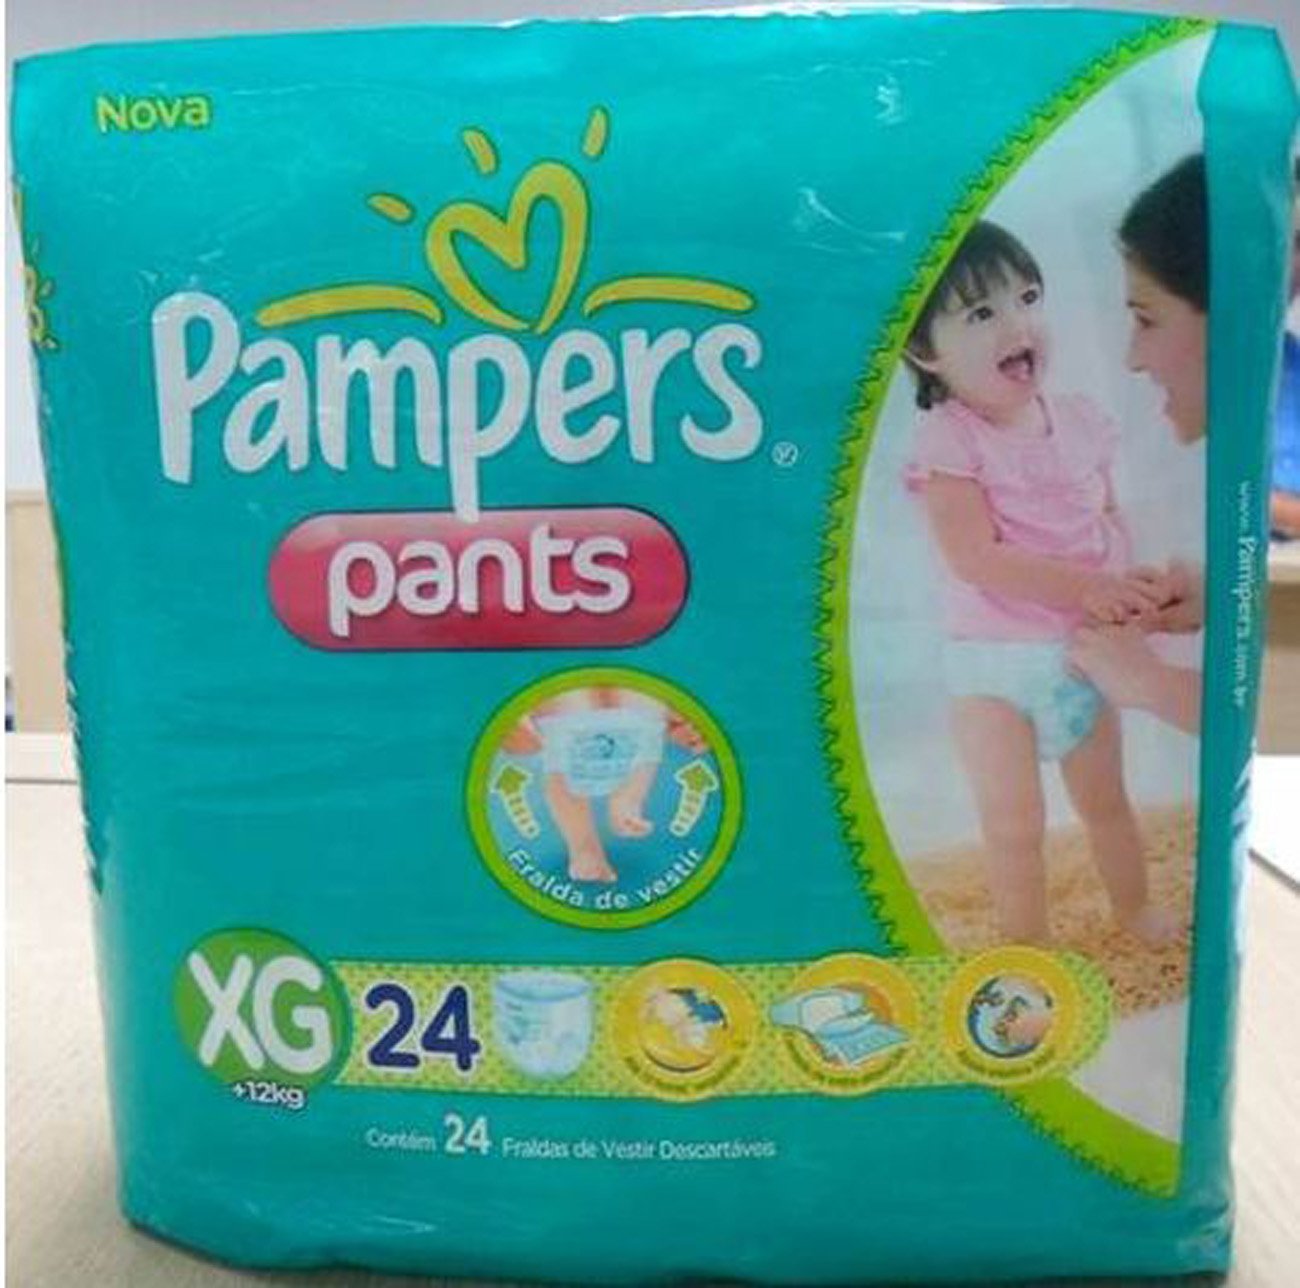 Nova
Pampers
pants
Fralda de vestir
XG
+12kg
24
Contém 24 Fraldas de Vestir Descartáveis
www.Pampers.com.br